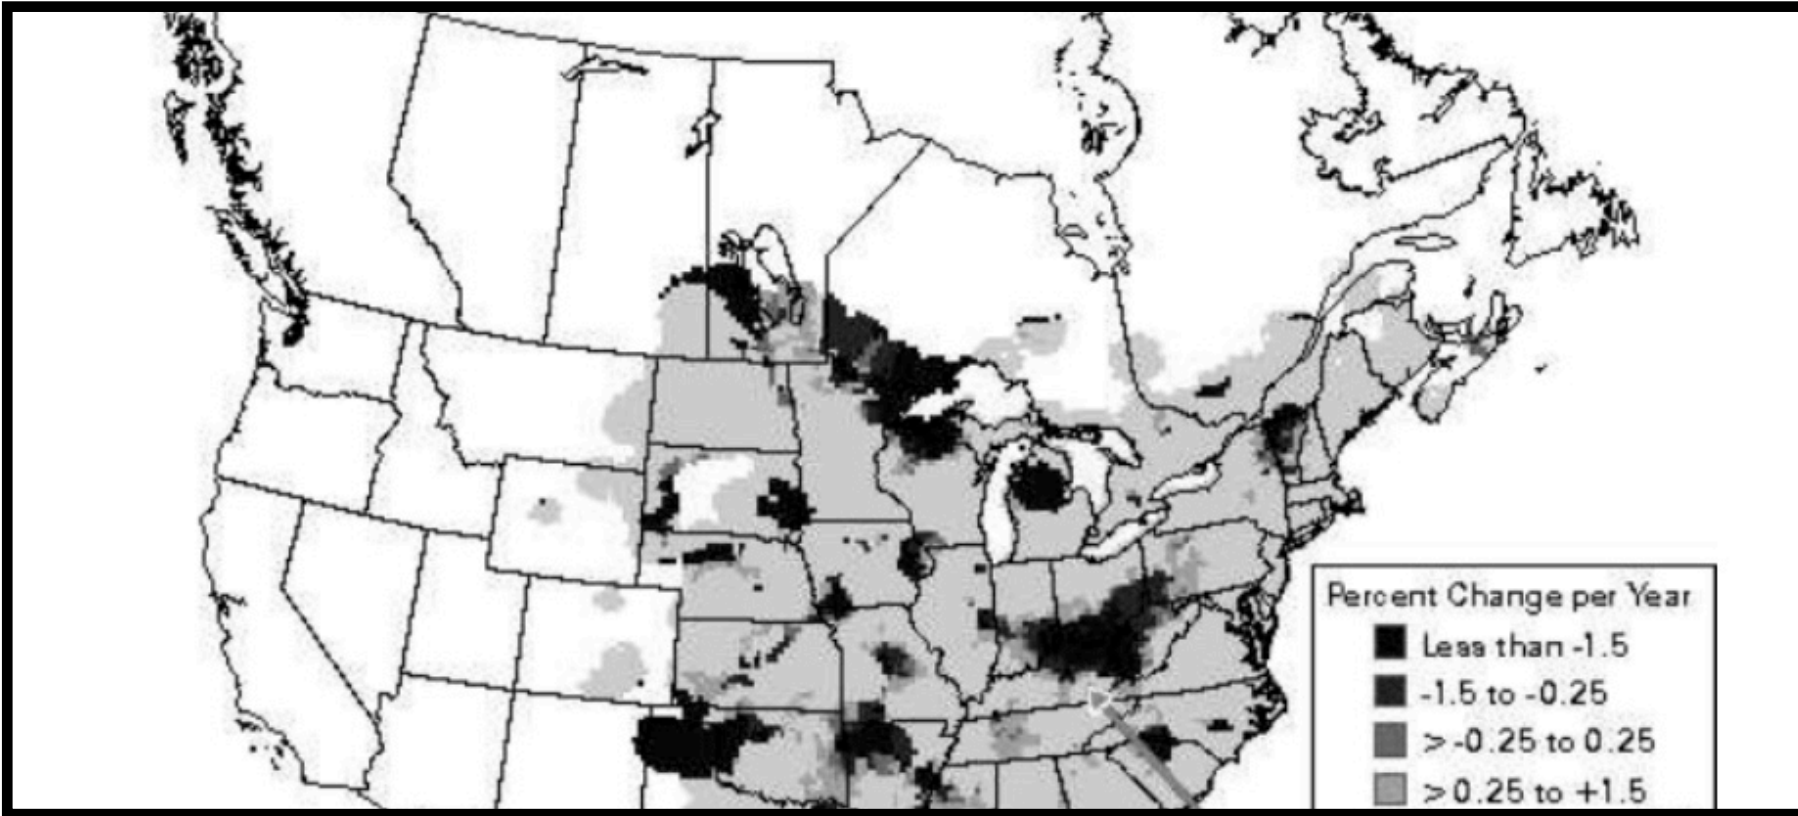 Percent Change per Year
Less than -1.5
-1.5 to -0.25
>-0.25 to 0.25
>0.25 to +1.5